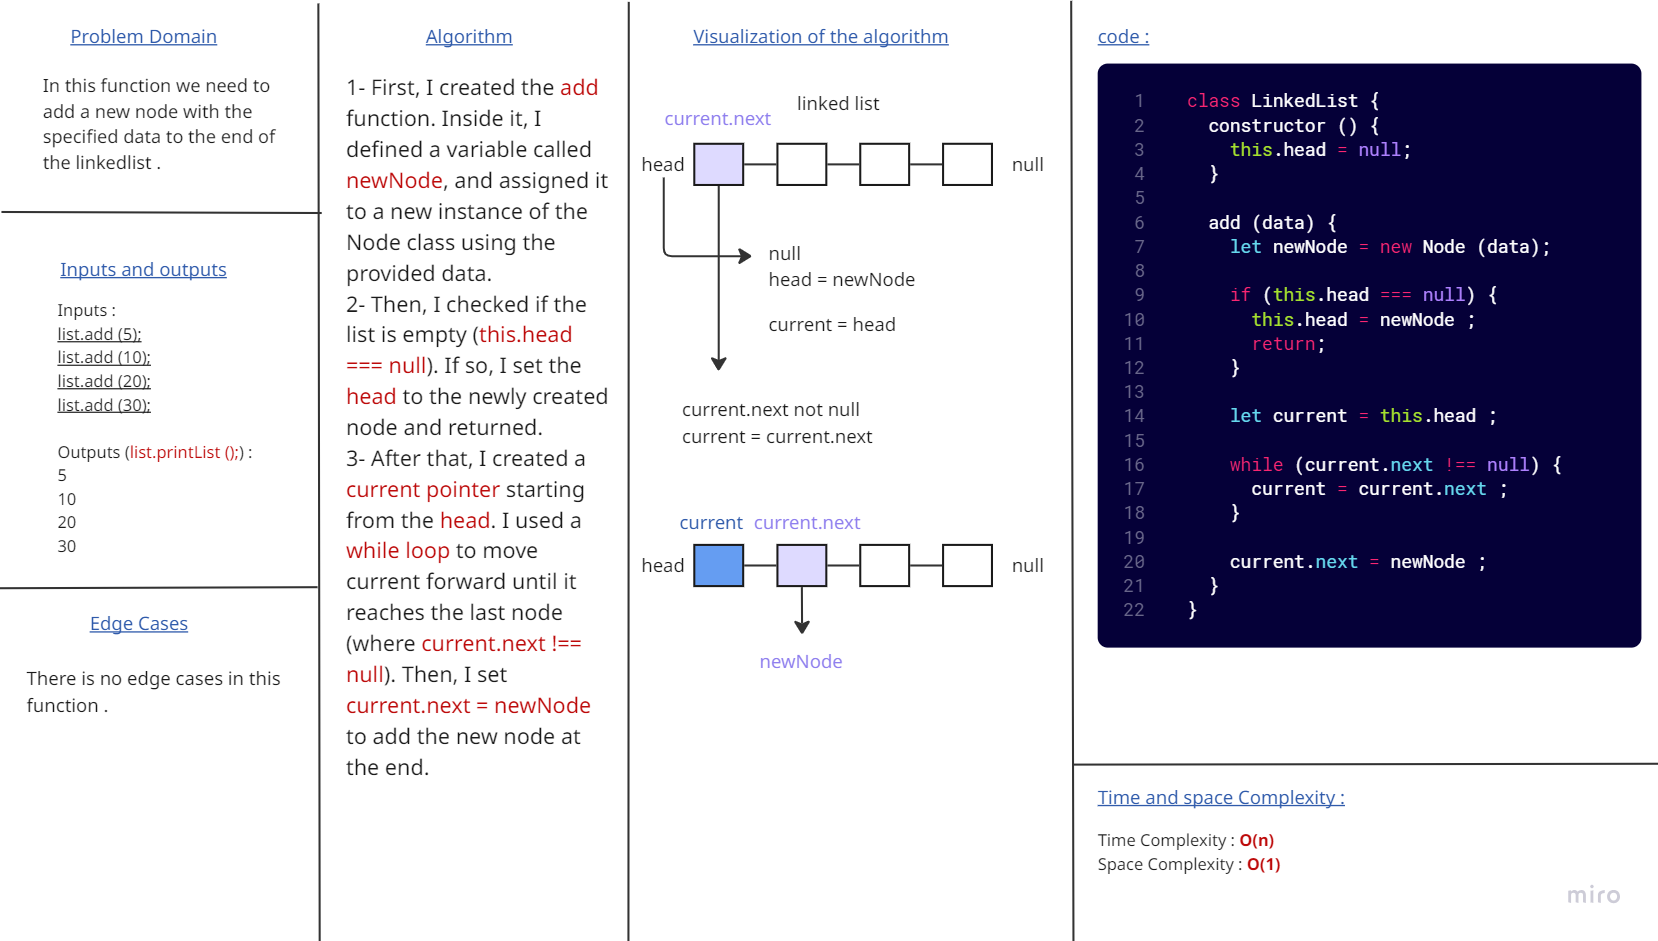 Problem Domain
In this function we need to
add a new node with the
specified data to the end of
the linkedlist .
Inputs and outputs
Inputs :
list.add (5);
list.add (10);
list.add (20);
list.add (30);
Outputs (list.printList ();) :
5
10
20
30
Edge Cases
There is no edge cases in this
function .
Algorithm
1- First, I created the add
function. Inside it, I
defined a variable called
newNode, and assigned it
to a new instance of the
Node class using the
provided data.
2- Then, I checked if the
list is empty (this.head
=== null). If so, I set the
head to the newly created
node and returned.
3- After that, I created a
current pointer starting
from the head. I used a
while loop to move
current forward until it
reaches the last node
(where current.next !==
null). Then, I set
current.next = newNode
to add the new node at
the end.
Visualization of the algorithm
linked list
current.next
head
null
null
head = newNode
current = head
current.next not null
current = current.next
current current.next
head
null
newNode
code :
1 class LinkedList {
2 constructor () {
3 this.head = null;
4 }
5
6 add (data) {
7 let newNode = new Node (data);
8
9 if (this.head === null) {
10 this.head = newNode ;
11 return;
12 }
13
14 let current = this.head ;
15
16 while (current.next !== null) {
17 current = current.next ;
18 }
19
20 current.next = newNode ;
21 }
22 }
Time and space Complexity :
Time Complexity : O(n)
Space Complexity : O(1)
miro